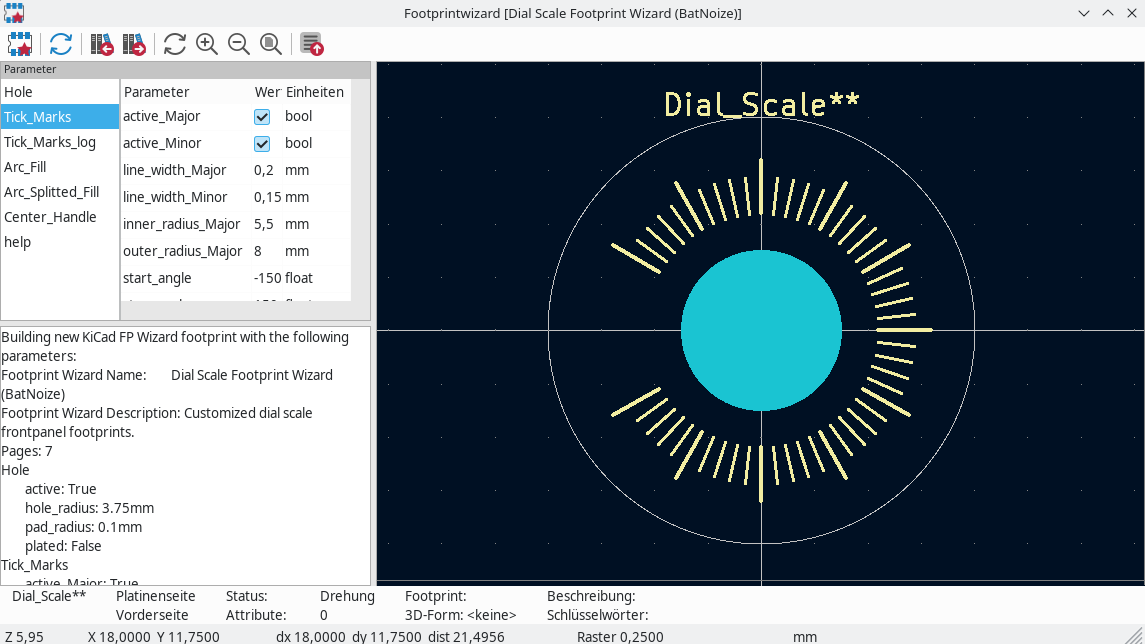 Footprintwizard [Dial Scale Footprint Wizard (BatNoize)]
Parameter
Hole
Tick_Marks
Tick_Marks_log
Arc_Fill
Arc_Splitted_Fill
Center_Handle
help
Parameter Wer Einheiten
active_Major bool
active_Minor bool
line_width_Major 0,2 mm
line_width_Minor 0,15 mm
inner_radius_Major 5,5 mm
outer_radius_Major 8 mm
start_angle -150 float
Dial_Scale**
Building new KiCad FP Wizard footprint with the following
parameters:
Footprint Wizard Name: Dial Scale Footprint Wizard
(BatNoize)
Footprint Wizard Description: Customized dial scale
frontpanel footprints.
Pages: 7
Hole
active: True
hole_radius: 3.75mm
pad_radius: 0.1mm
plated: False
Tick_Marks
active_Major: True
Dial_Scale** Platinenseite Status: Drehung Footprint: Beschreibung:
Vorderseite Attribute: 0 3D-Form: <keine> Schlüsselwörter:
Z 5,95 X 18,0000 Y 11,7500 dx 18,0000 dy 11,7500 dist 21,4956 Raster 0,2500 mm